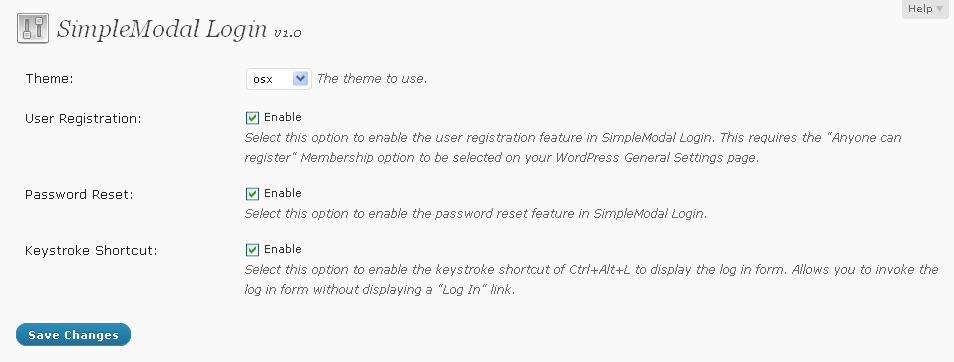 Help
SimpleModal Login v1.0
Theme: osx The theme to use.
User Registration: Enable
Select this option to enable the user registration feature in SimpleModal Login. This requires the "Anyone can
register" Membership option to be selected on your WordPress General Settings page.
Password Reset: Enable
Select this option to enable the password reset feature in SimpleModal Login.
Keystroke Shortcut: Enable
Select this option to enable the keystroke shortcut of Ctrl+Alt+L to display the log in form. Allows you to invoke the
log in form without displaying a "Log In" link.
Save Changes